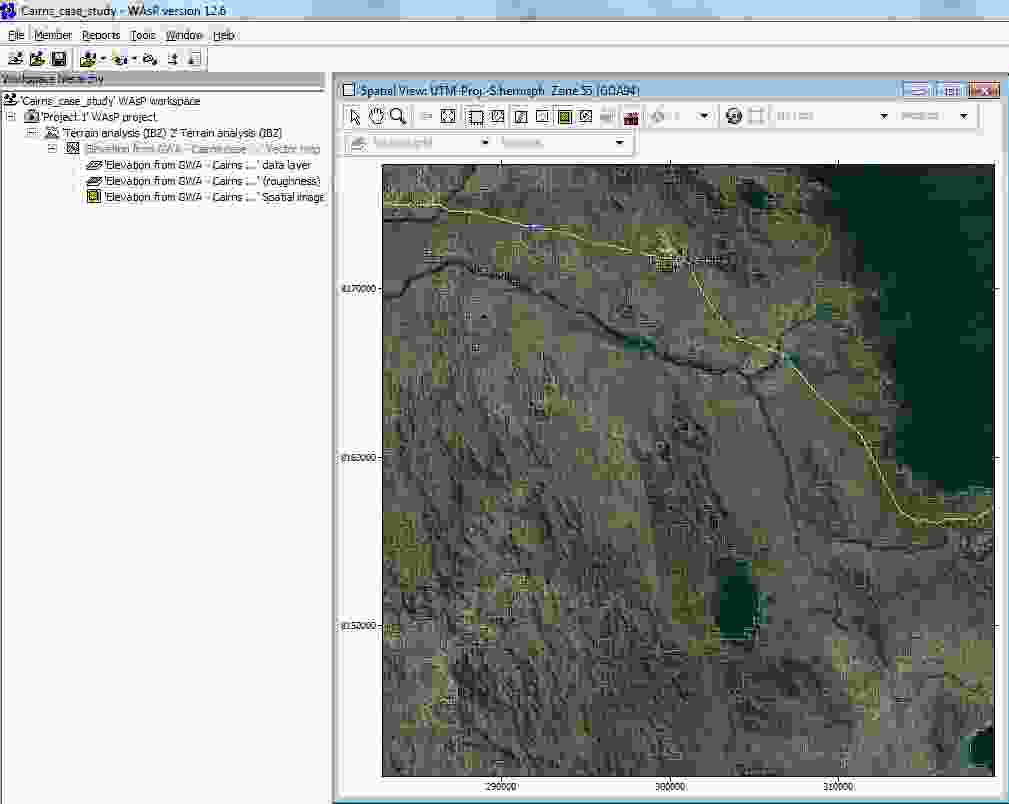 Cairns_case_study - WAsP version 12.6
File Member Reports Tools Window Help
Workspace hierarchy
'Cairns_case_study' WAsP workspace
'Project 1' WAsP project
'Terrain analysis (IBZ) 2' Terrain analysis (IBZ)
'Elevation from GWA - Cairns case ...' Vector map
'Elevation from GWA - Cairns ...' data layer
'Elevation from GWA - Cairns ...' (roughness)
'Elevation from GWA - Cairns ...' Spatial image
Spatial View: UTM-Proj. S-hemisph. Zone 55 (GDA94)
8170000
8160000
8150000
290000
300000
310000